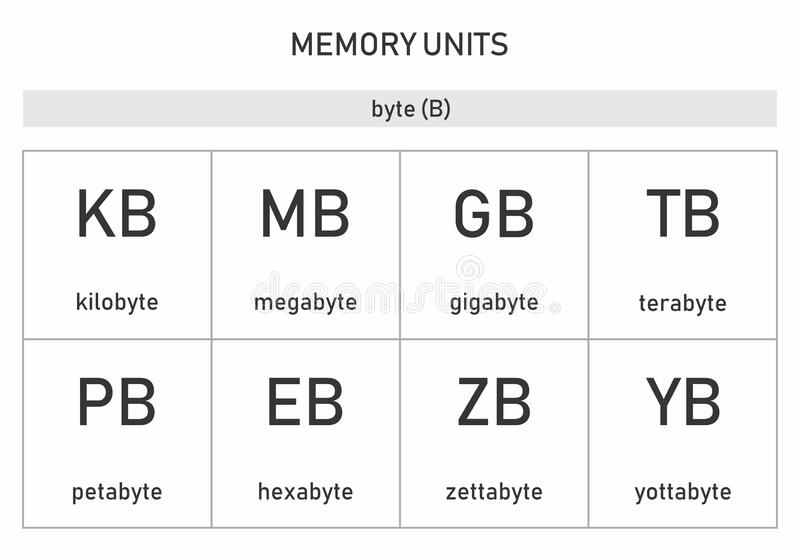 MEMORY UNITS
byte (B)
KB MB GB TB
kilobyte megabyte gigabyte terabyte
dreamstime
PB EB ZB YB
petabyte hexabyte zettabyte yottabyte